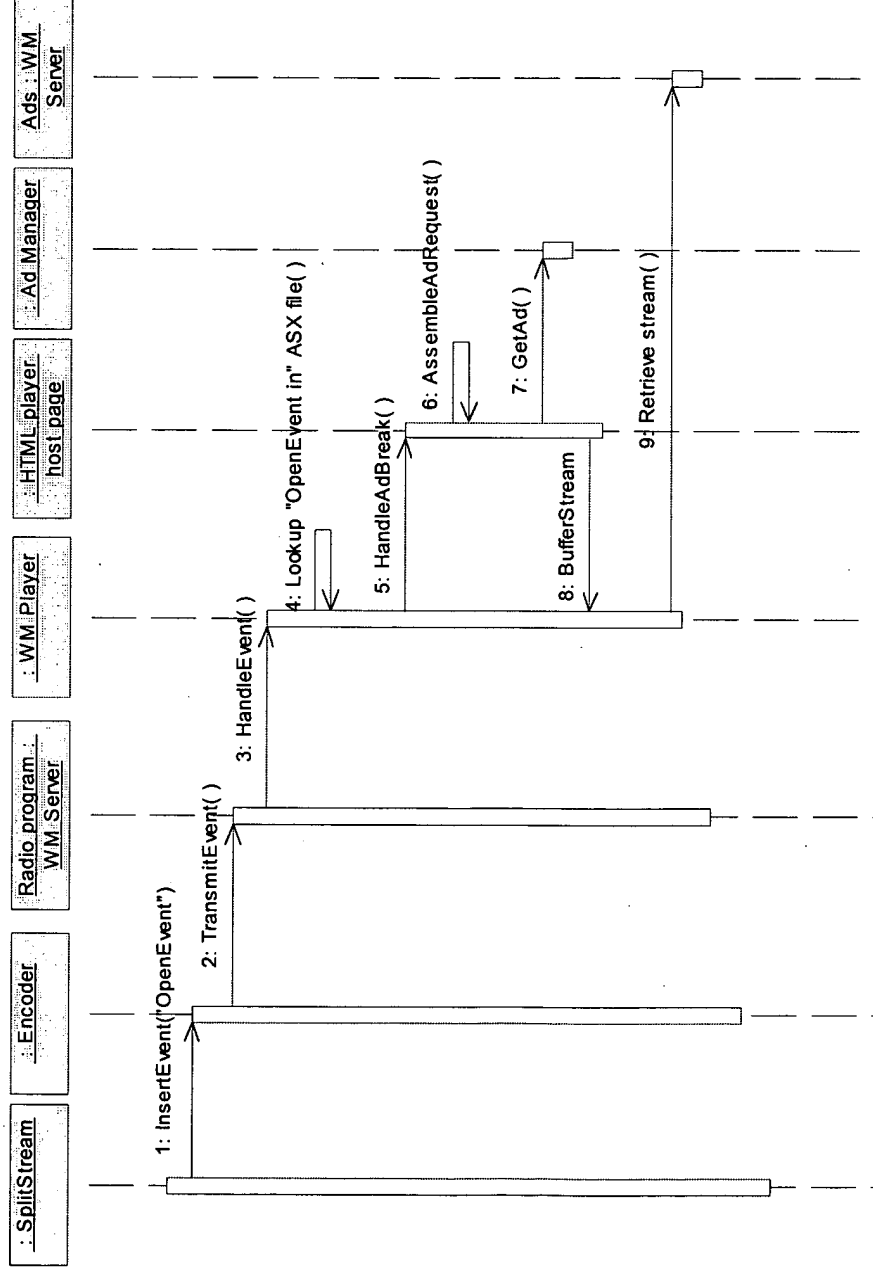 : SplitStream
: Encoder
Radio program :
WM Server
: WM Player
: HTML player
host page
: Ad Manager
Ads : WM
Server
1: InsertEvent("OpenEvent")
2: TransmitEvent( )
3: HandleEvent( )
4: Lookup "OpenEvent in" ASX file( )
5: HandleAdBreak( )
6: AssembleAdRequest( )
7: GetAd( )
8: BufferStream
9: Retrieve stream( )